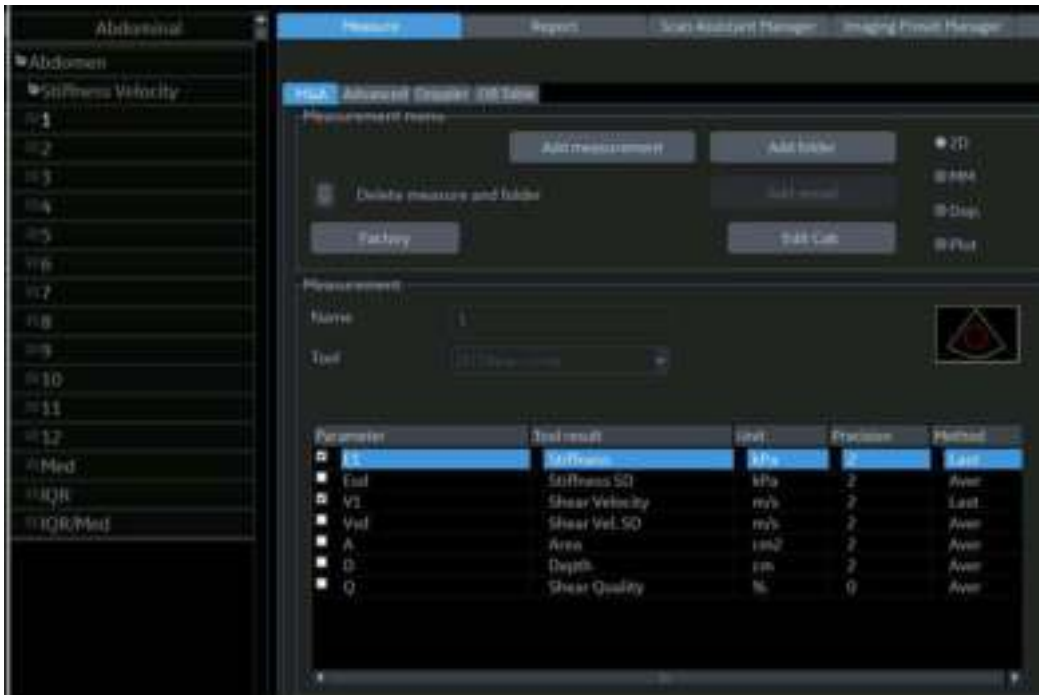 Abdominal
Measure Report Scan Assistant Manager Imaging Preset Manager
Abdomen
Stiffness Velocity
1
2
3
4
5
6
7
8
9
10
11
12
Med
IQR
IQR/Med
M&A Advanced Doppler OB Table
Measurement menu
Add measurement Add folder
2D
MM
Dop.
Plot
Delete measure and folder
Factory Edit Calc
Measurement
Name 1
Tool
Parameter Tool result Unit Precision Method
E1 Stiffness kPa 2 Last
Esd Stiffness SD kPa 2 Aver
V1 Shear Velocity m/s 2 Last
Vsd Shear Vel. SD m/s 2 Aver
A Area cm2 2 Aver
D Depth cm 2 Aver
Q Shear Quality % 0 Aver